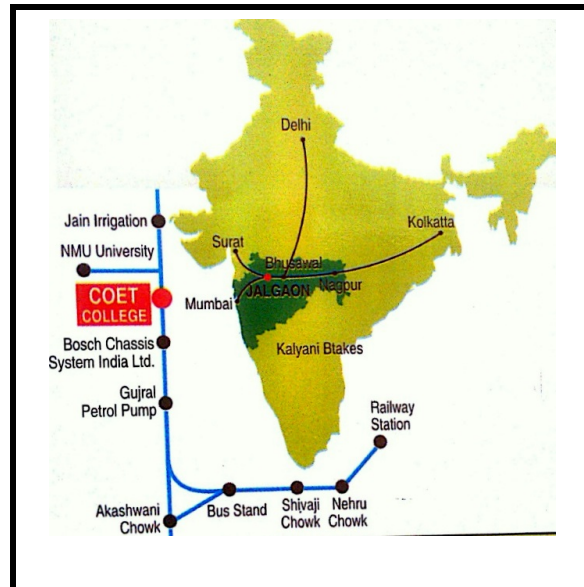 Delhi
Jain Irrigation
Kolkatta
Surat
NMU University
Bhusawal
JALGAON
Nagpur
COET
COLLEGE
Mumbai
Bosch Chassis
System India Ltd.
Kalyani Btakes
Gujral
Petrol Pump
Railway
Station
Akashwani
Chowk
Bus Stand
Shivaji
Chowk
Nehru
Chowk